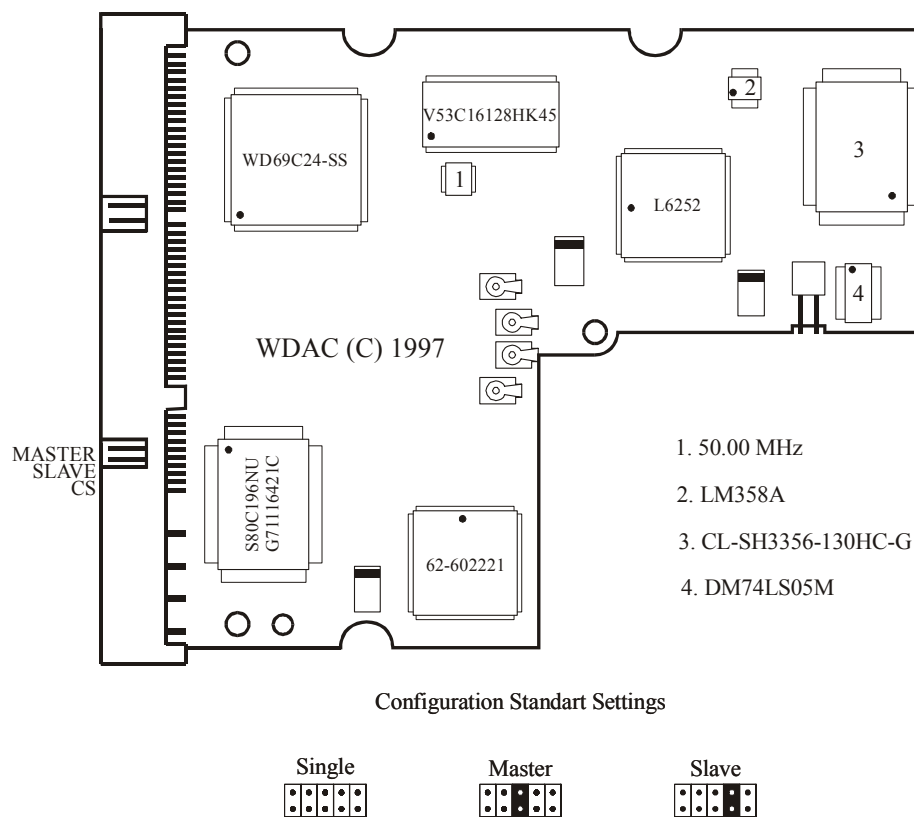 V53C16128HK45
2
WD69C24-SS
3
1
L6252
4
WDAC (C) 1997
MASTER
SLAVE
CS
S80C196NU
G71116421C
62-602221
1. 50.00 MHz
2. LM358A
3. CL-SH3356-130HC-G
4. DM74LS05M
Configuration Standart Settings
Single
Master
Slave